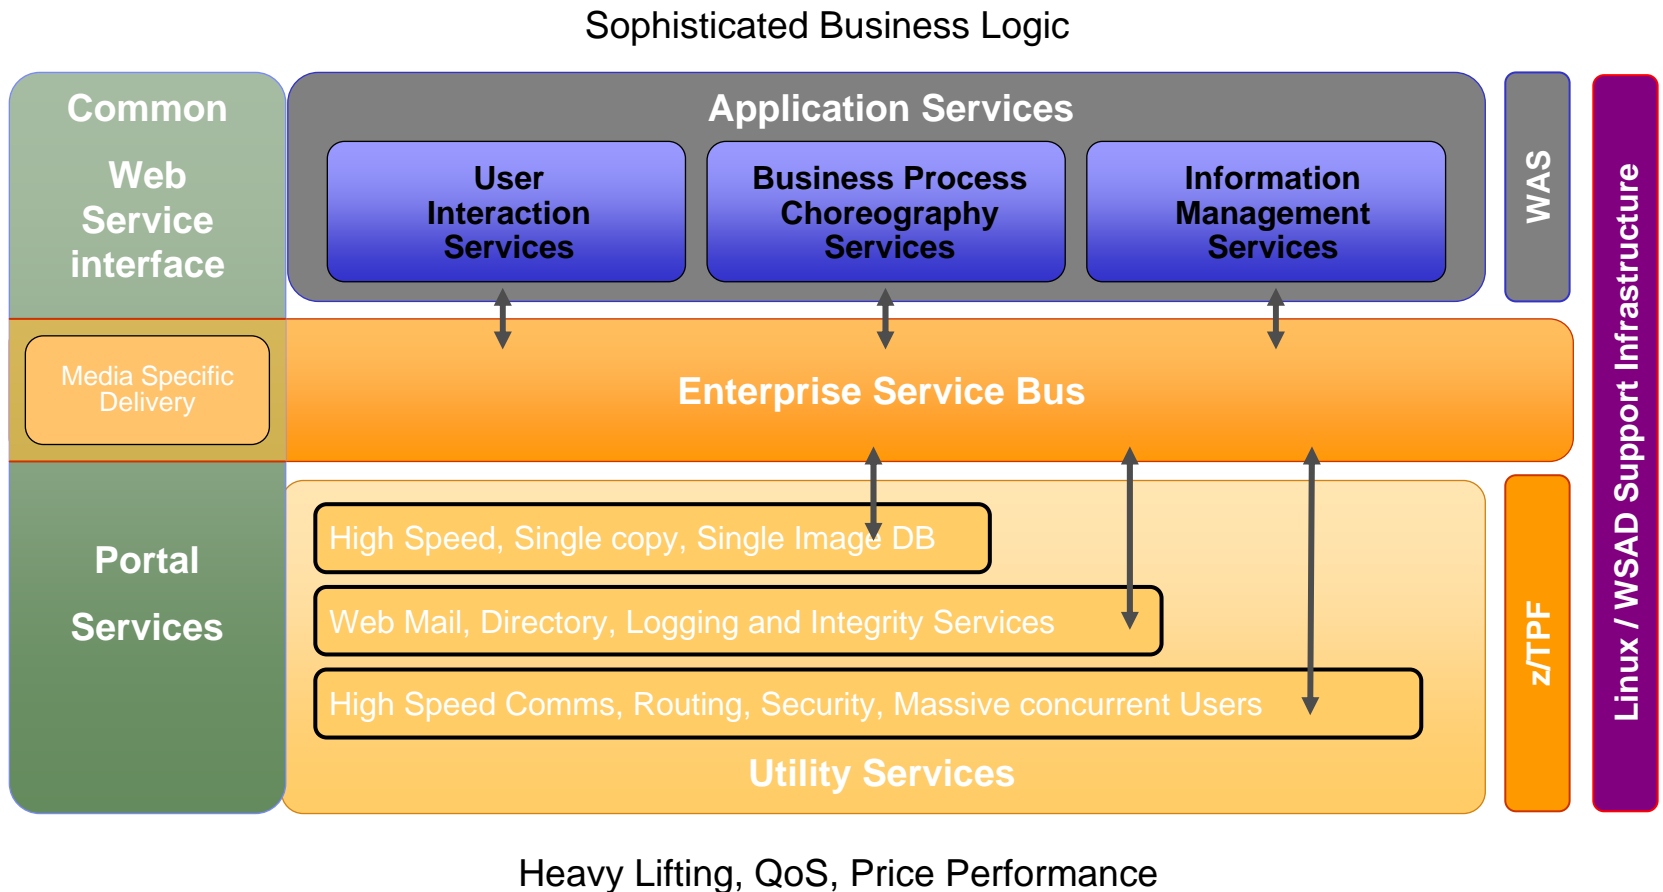 Sophisticated Business Logic
Common
Web
Service
interface
Application Services
User
Interaction
Services
Business Process
Choreography
Services
Information
Management
Services
WAS
Linux / WSAD Support Infrastructure
Media Specific
Delivery
Enterprise Service Bus
Portal
Services
High Speed, Single copy, Single Image DB
Web Mail, Directory, Logging and Integrity Services
High Speed Comms, Routing, Security, Massive concurrent Users
Utility Services
z/TPF
Heavy Lifting, QoS, Price Performance